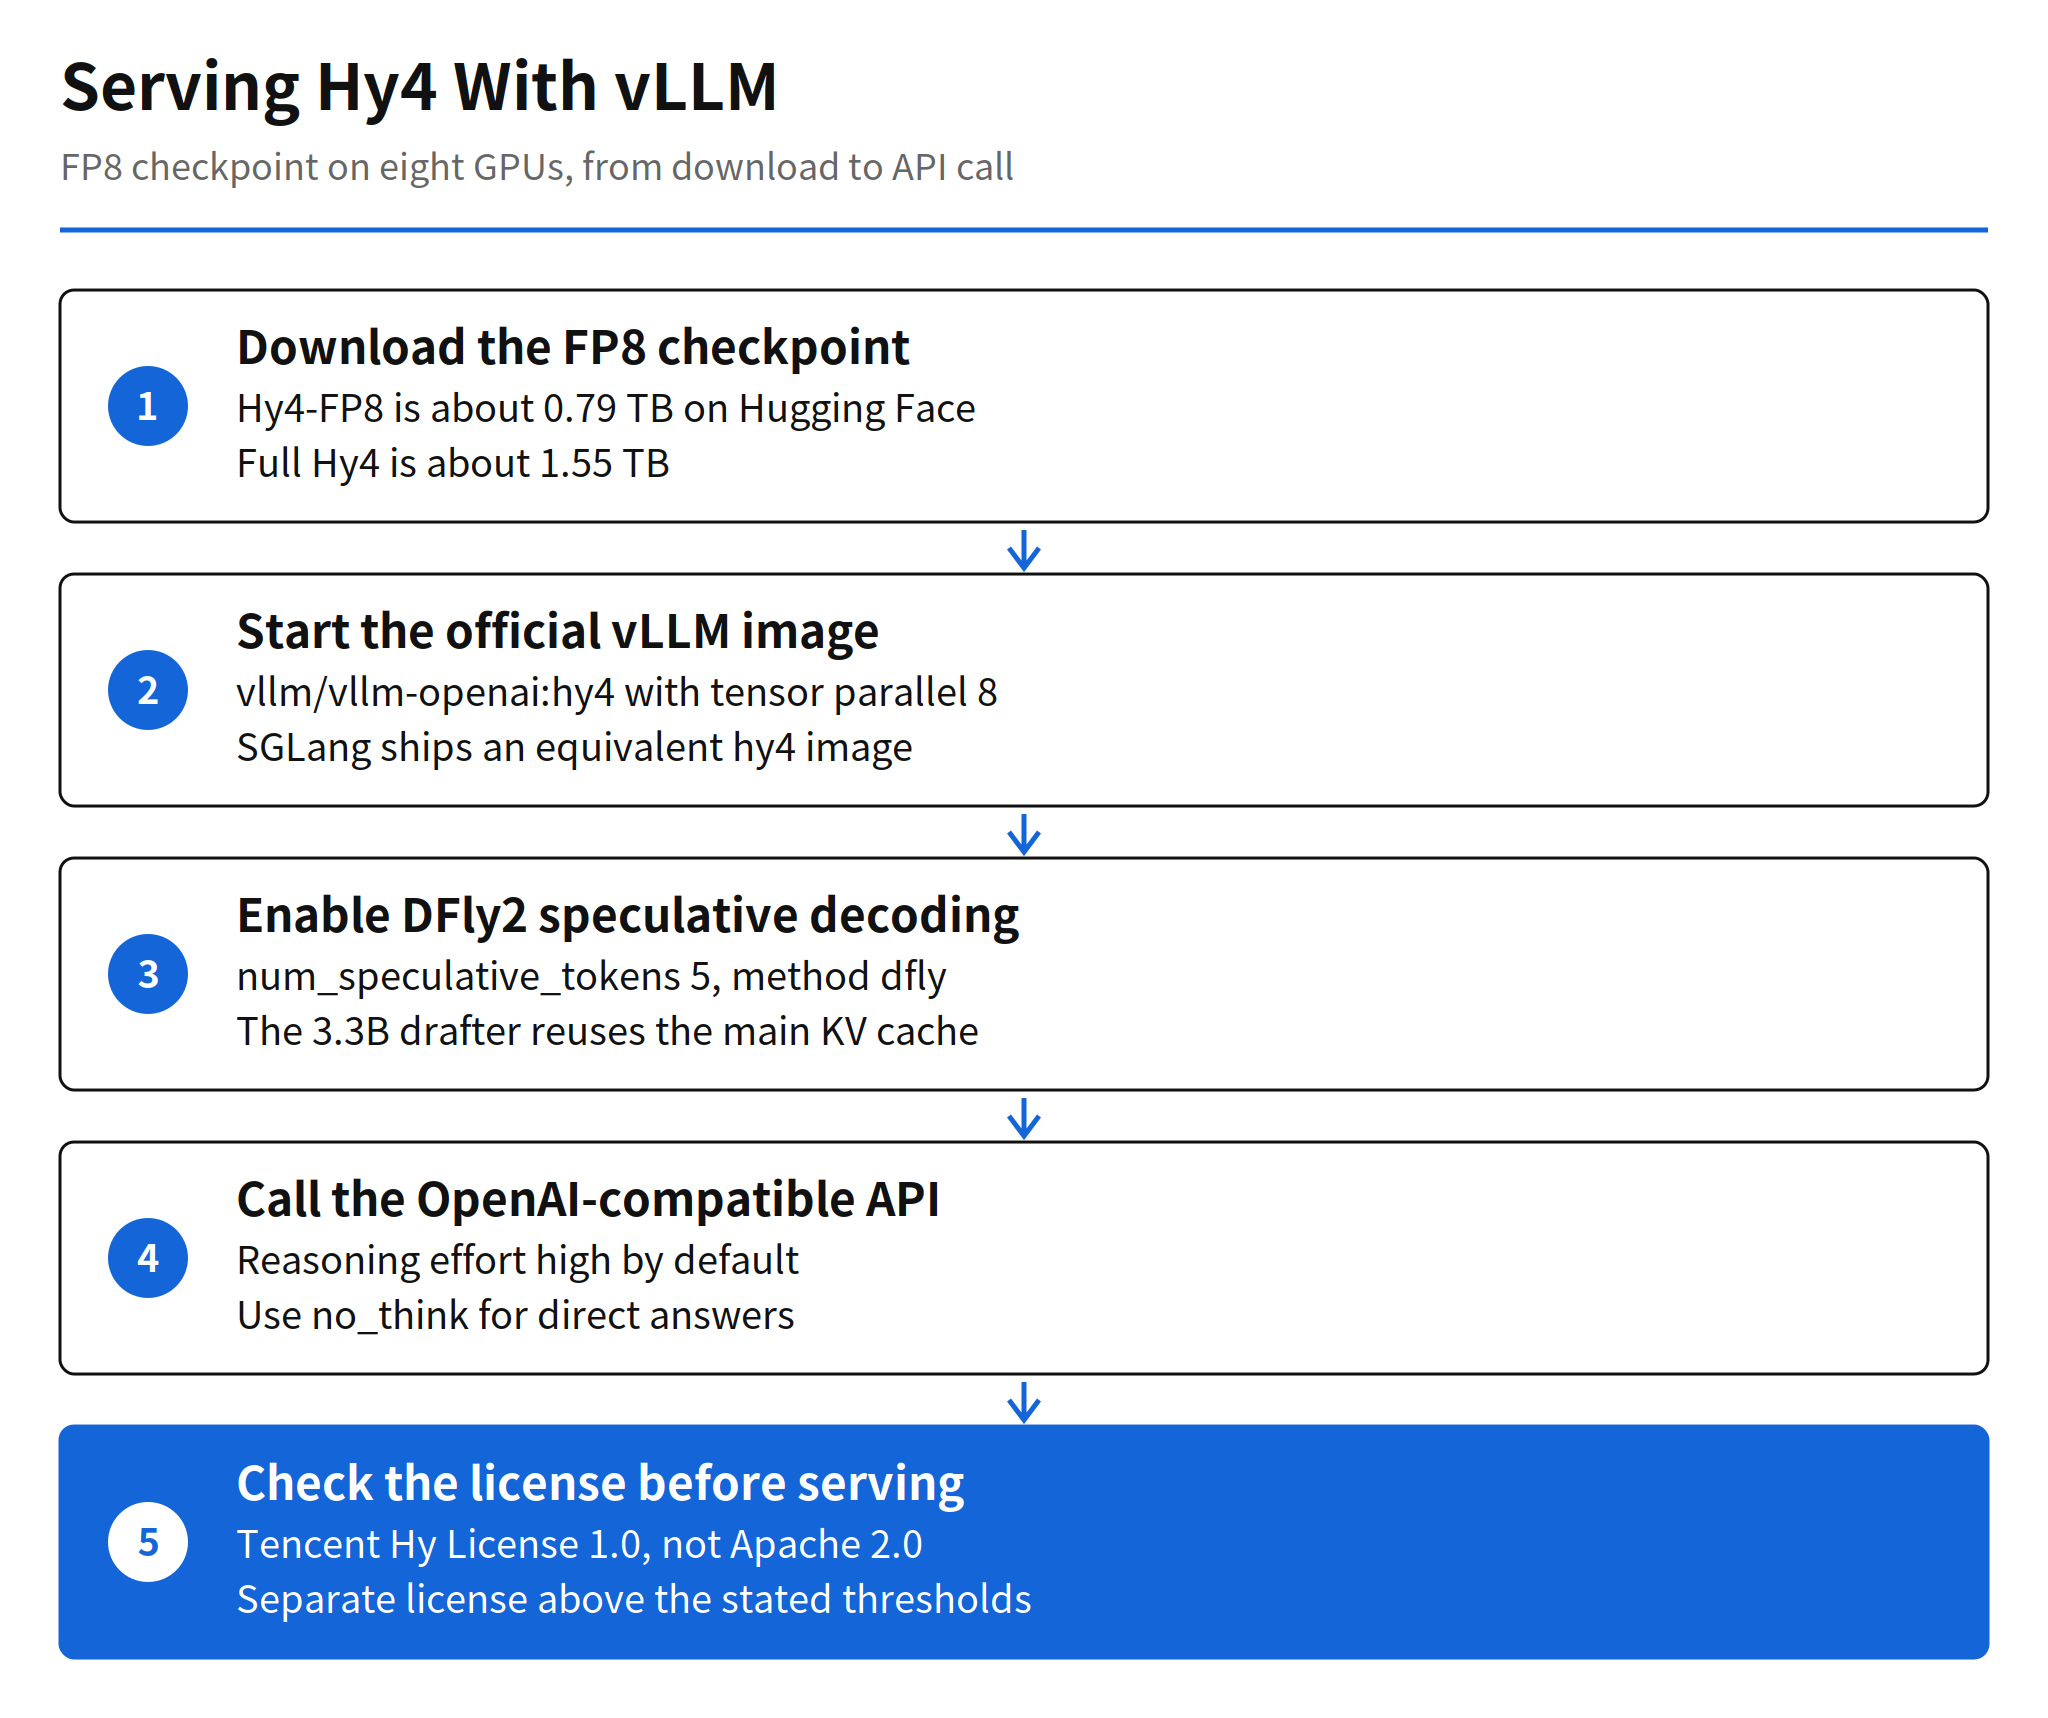 Serving Hy4 With vLLM
FP8 checkpoint on eight GPUs, from download to API call
1
Download the FP8 checkpoint
Hy4-FP8 is about 0.79 TB on Hugging Face
Full Hy4 is about 1.55 TB
2
Start the official vLLM image
vllm/vllm-openai:hy4 with tensor parallel 8
SGLang ships an equivalent hy4 image
3
Enable DFly2 speculative decoding
num_speculative_tokens 5, method dfly
The 3.3B drafter reuses the main KV cache
4
Call the OpenAI-compatible API
Reasoning effort high by default
Use no_think for direct answers
5
Check the license before serving
Tencent Hy License 1.0, not Apache 2.0
Separate license above the stated thresholds